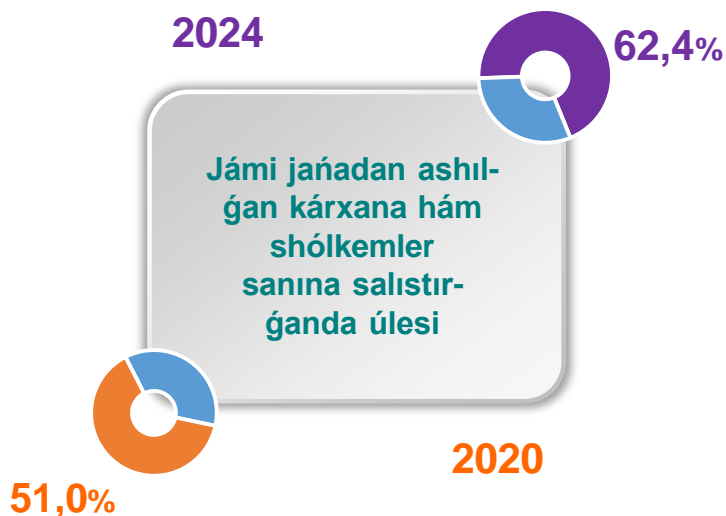 2024
62,4%
Jámi jańadan ashıl-
ǵan kárxana hám
shólkemler
sanına salıstır-
ǵanda úlesi
2020
51,0%